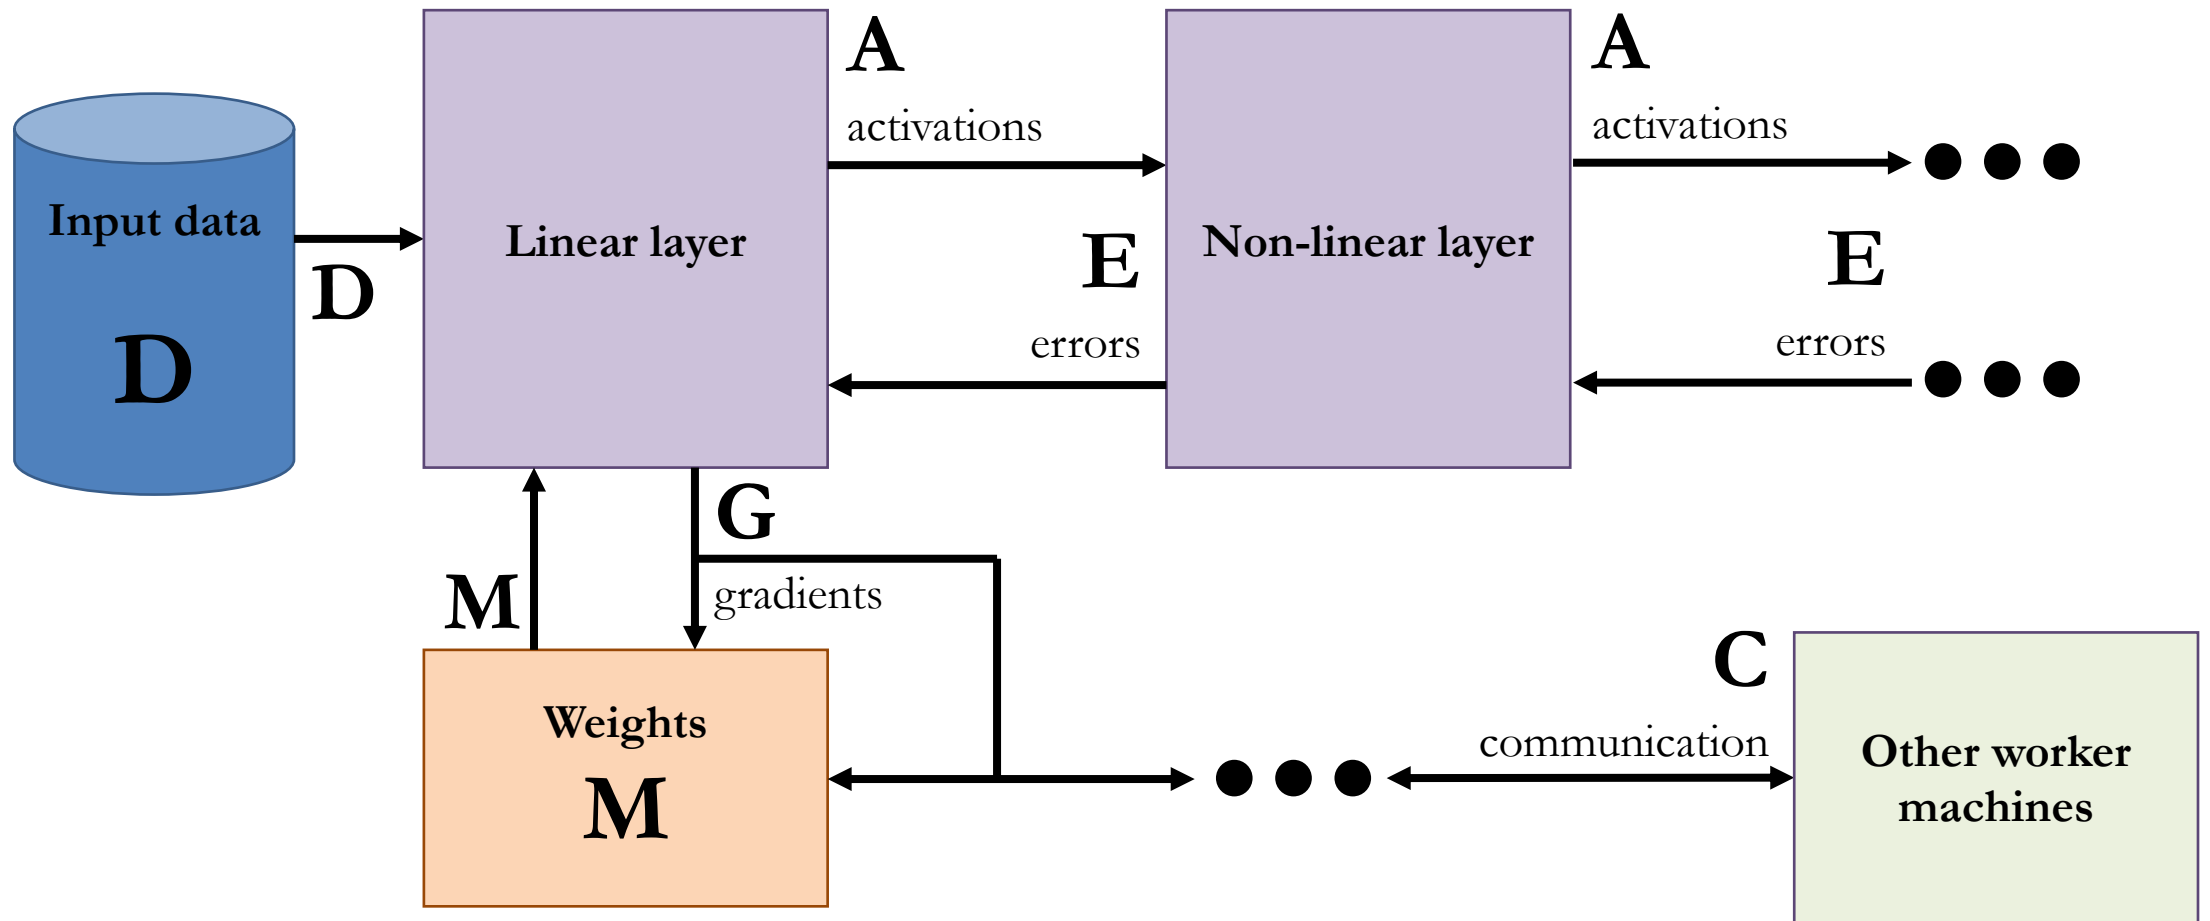 Input data
D
D
Linear layer
A
activations
E
errors
Non-linear layer
A
activations
E
errors
M
G
gradients
Weights
M
C
communication
Other worker
machines